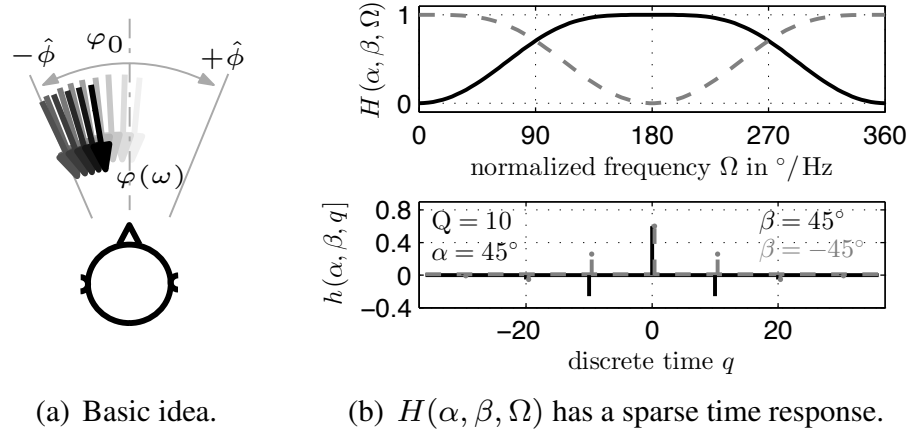 φ₀
−φ̂ +φ̂
φ(ω)
(a) Basic idea.
H(α, β, Ω)
1
0
0 90 180 270 360
normalized frequency Ω in °/Hz
h(α, β, q]
0.8
0.4
0
−0.4
Q = 10
α = 45°
β = 45°
β = −45°
−20 0 20
discrete time q
(b) H(α, β, Ω) has a sparse time response.